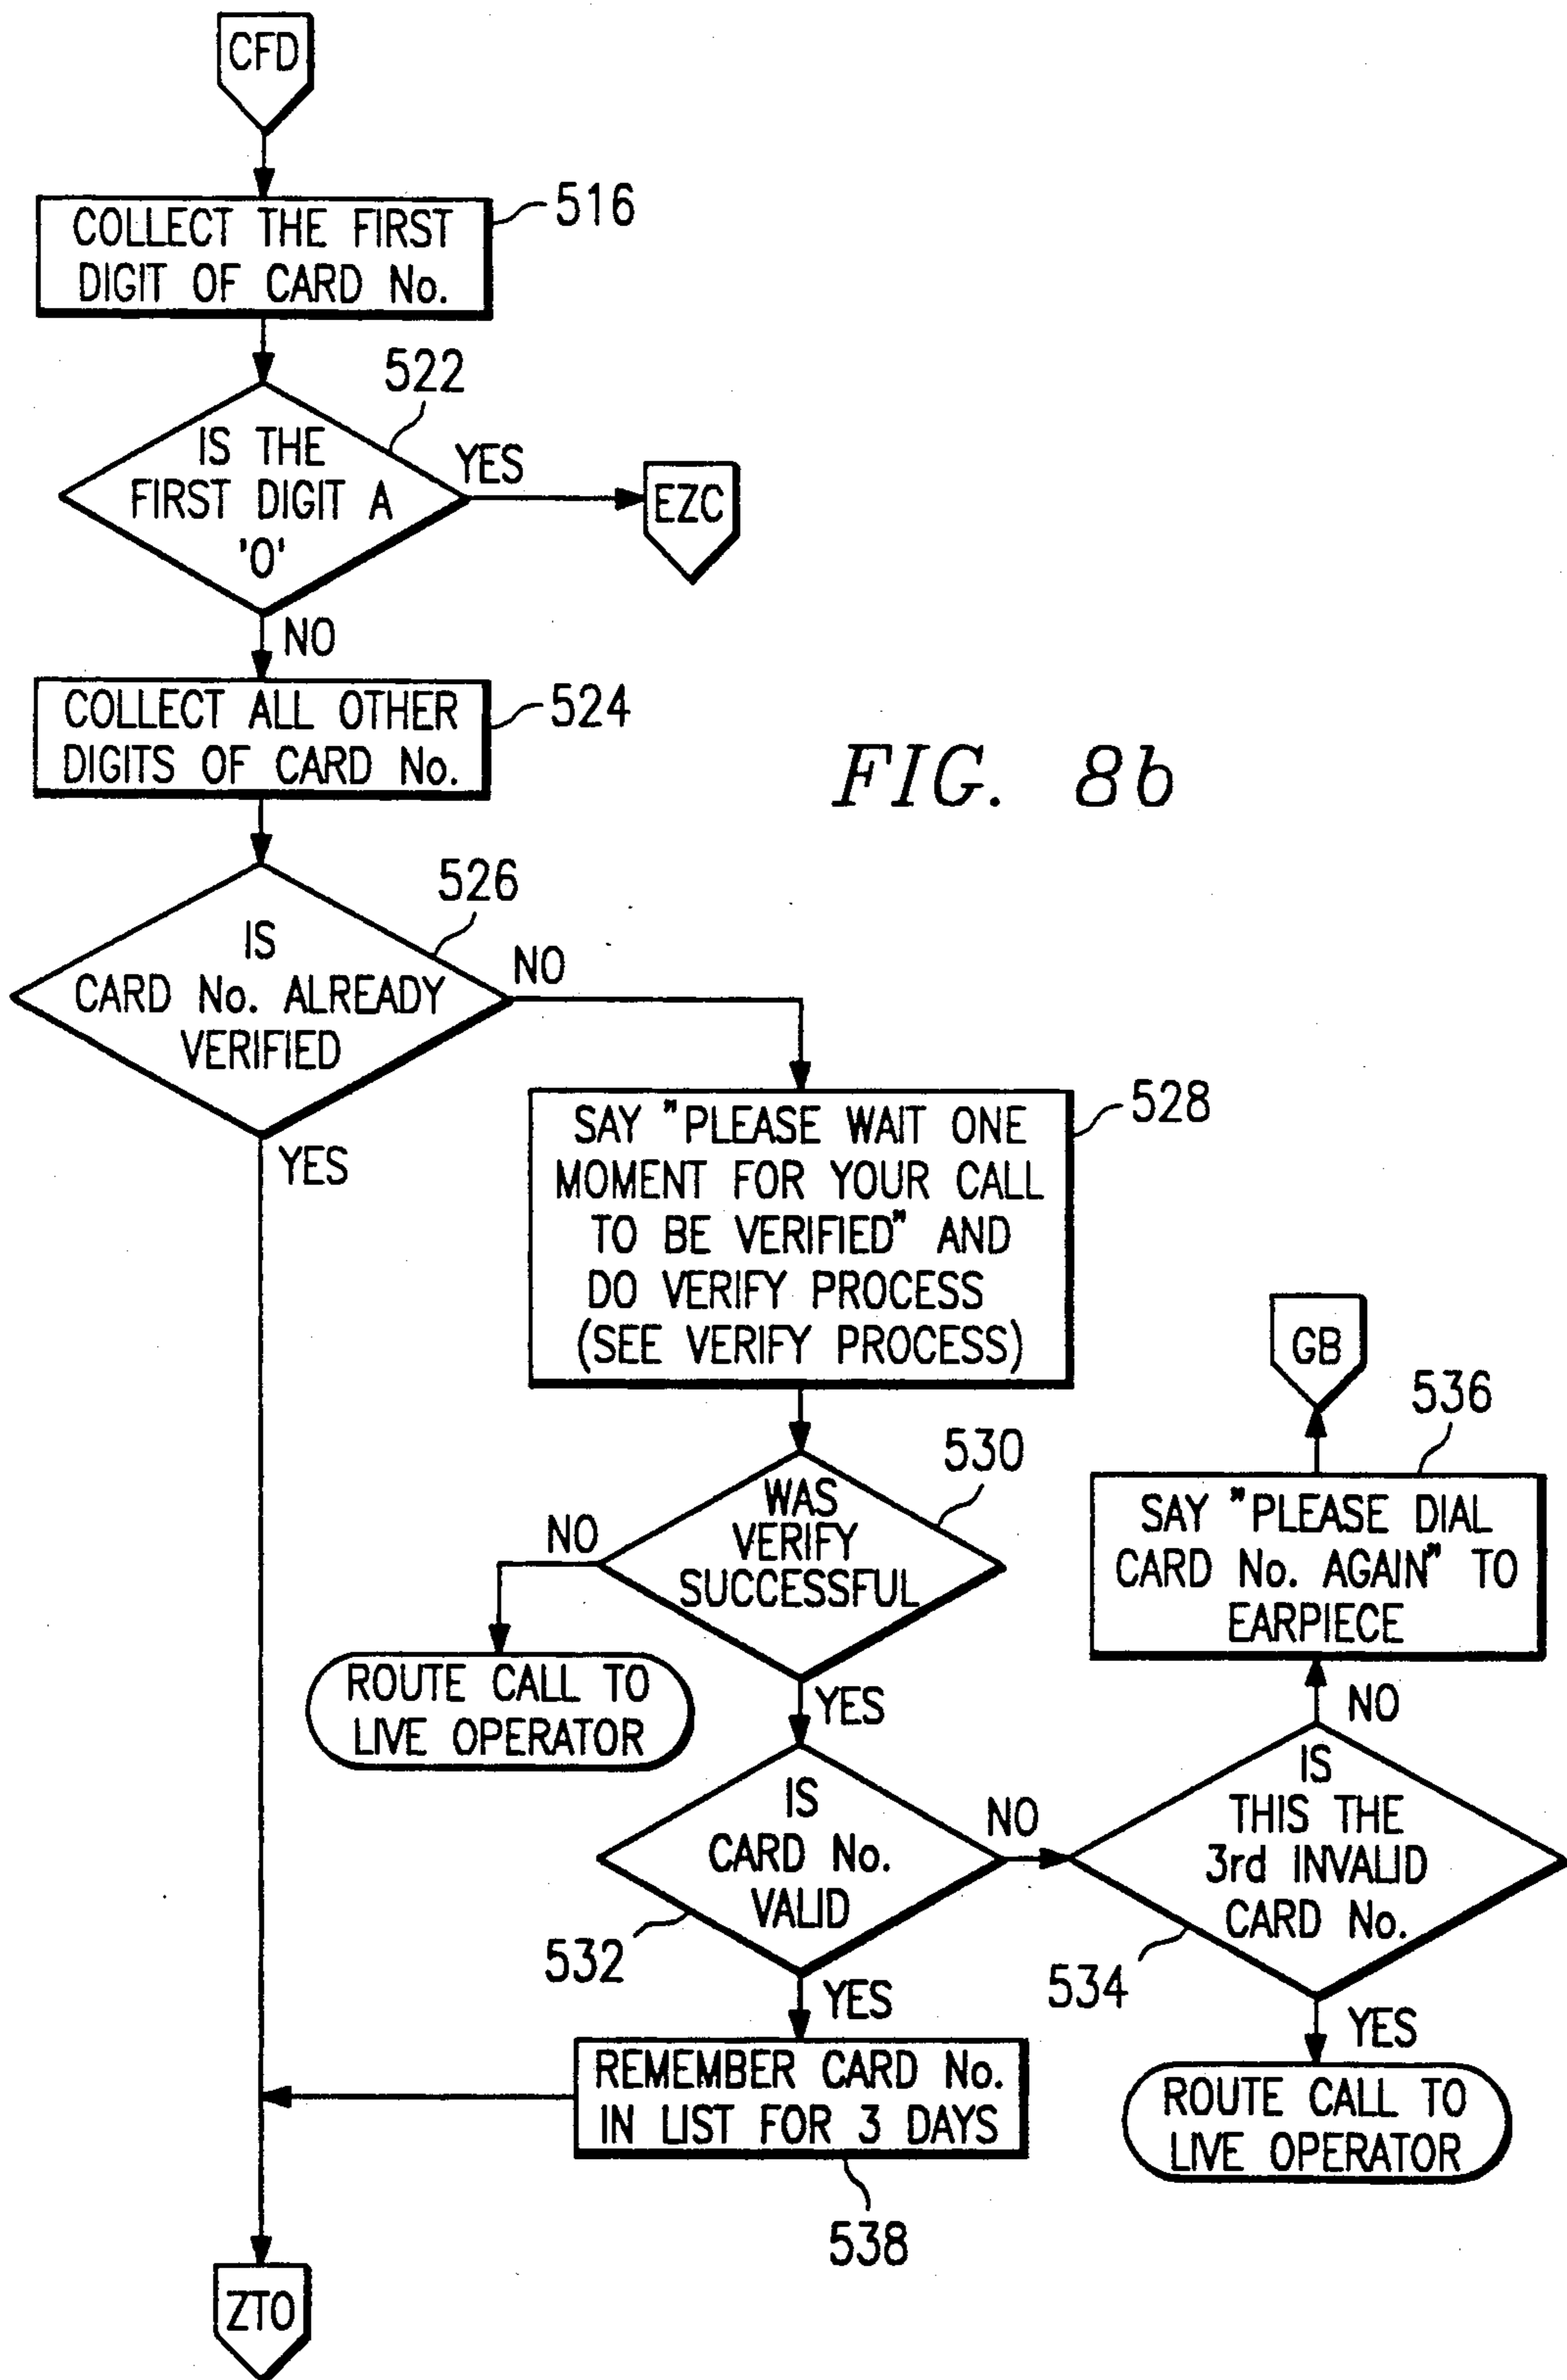 CFD
COLLECT THE FIRST
DIGIT OF CARD No.
516
522
IS THE
FIRST DIGIT A
'0'
YES
EZC
NO
COLLECT ALL OTHER
DIGITS OF CARD No.
524
FIG. 8b
526
IS
CARD No. ALREADY
VERIFIED
NO
YES
SAY "PLEASE WAIT ONE
MOMENT FOR YOUR CALL
TO BE VERIFIED" AND
DO VERIFY PROCESS
(SEE VERIFY PROCESS)
528
GB
536
SAY "PLEASE DIAL
CARD No. AGAIN" TO
EARPIECE
530
WAS
VERIFY
SUCCESSFUL
NO
ROUTE CALL TO
LIVE OPERATOR
YES
NO
IS
CARD No.
VALID
532
NO
IS
THIS THE
3rd INVALID
CARD No.
534
YES
YES
REMEMBER CARD No.
IN LIST FOR 3 DAYS
538
ROUTE CALL TO
LIVE OPERATOR
ZTO